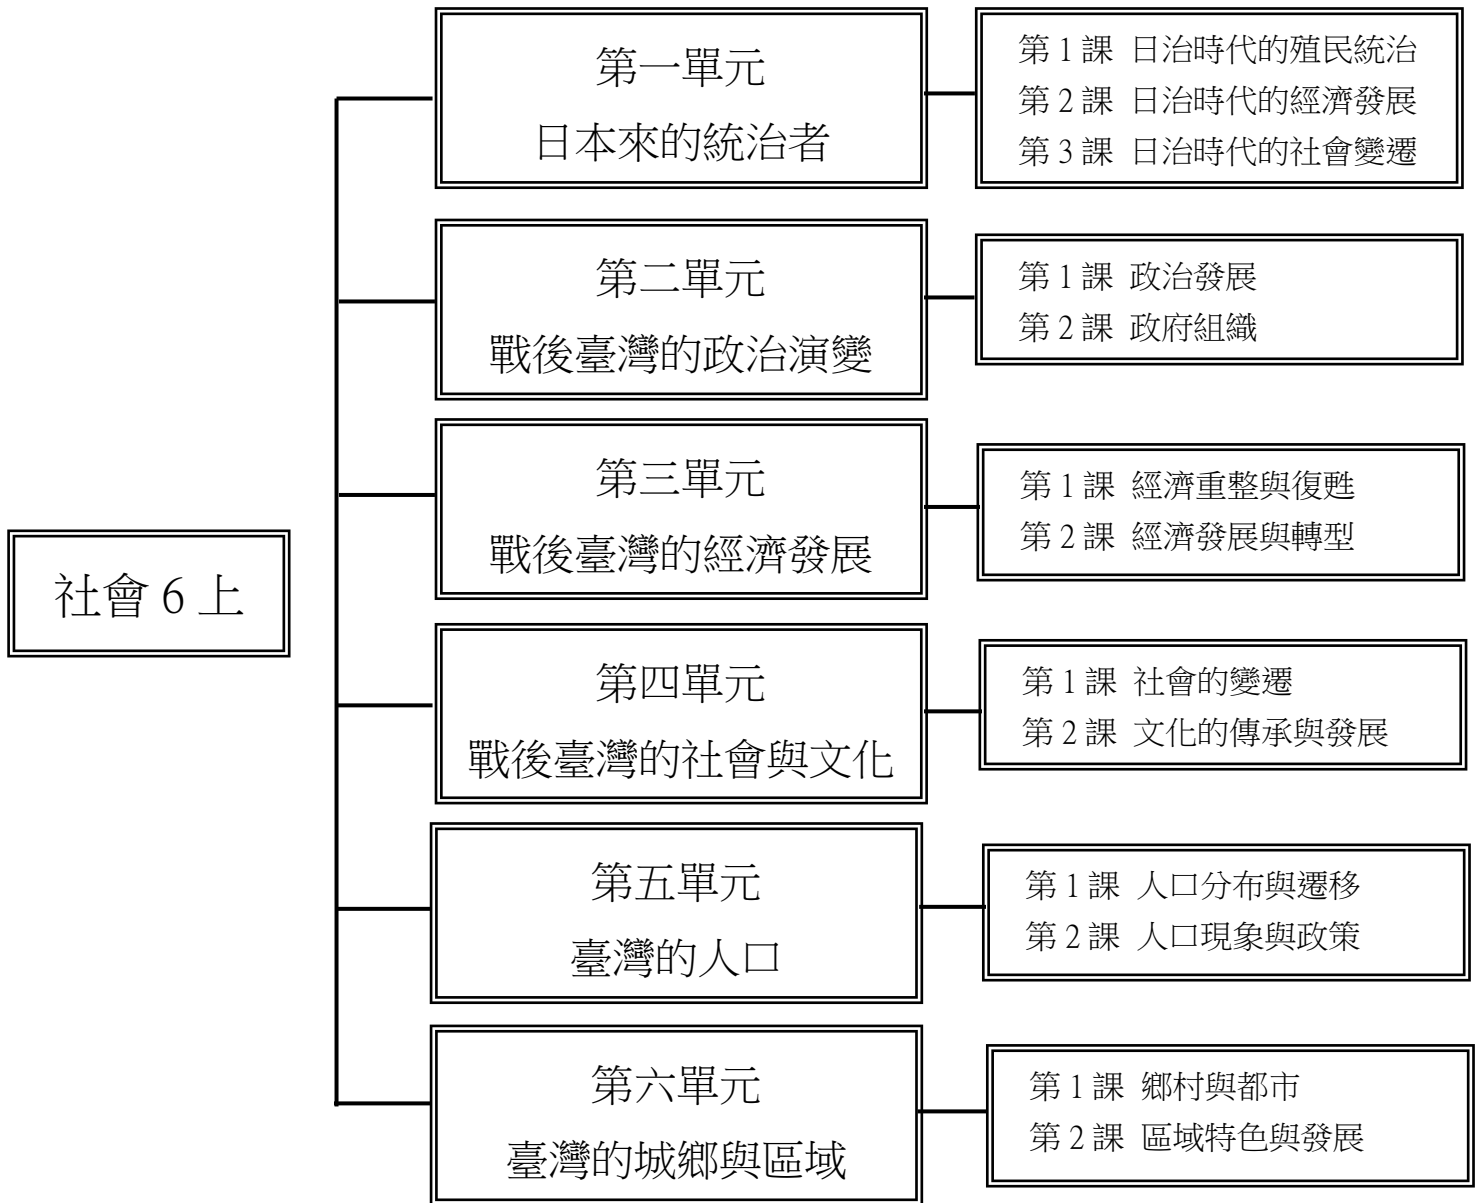 社會 6 上
第一單元
日本來的統治者
第 1 課 日治時代的殖民統治
第 2 課 日治時代的經濟發展
第 3 課 日治時代的社會變遷
第二單元
戰後臺灣的政治演變
第 1 課 政治發展
第 2 課 政府組織
第三單元
戰後臺灣的經濟發展
第 1 課 經濟重整與復甦
第 2 課 經濟發展與轉型
第四單元
戰後臺灣的社會與文化
第 1 課 社會的變遷
第 2 課 文化的傳承與發展
第五單元
臺灣的人口
第 1 課 人口分布與遷移
第 2 課 人口現象與政策
第六單元
臺灣的城鄉與區域
第 1 課 鄉村與都市
第 2 課 區域特色與發展